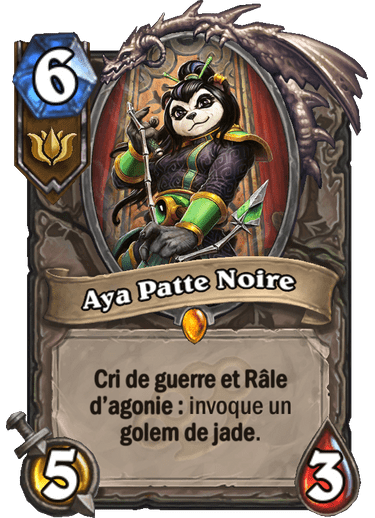 6
Aya Patte Noire
Cri de guerre et Râle
d’agonie : invoque un
golem de jade.
5
3